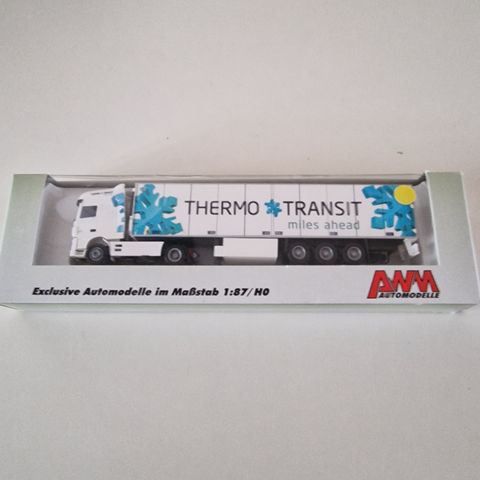 THERMO TRANSIT
miles ahead
Exclusive Automodelle im Maßstab 1:87/H0
AWM
AUTOMODELLE